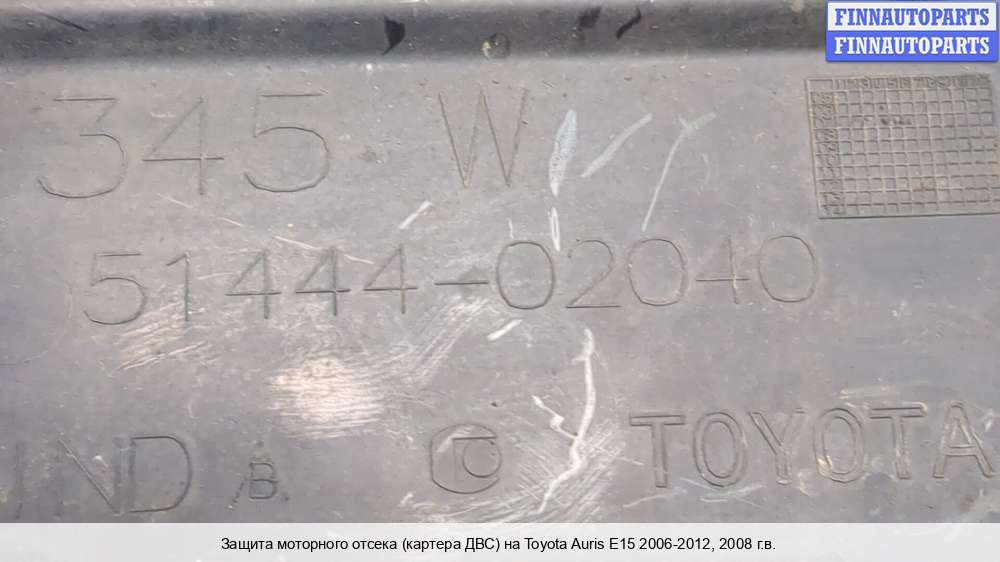 FINNAUTOPARTS
FINNAUTOPARTS
345 W
51444-02040
IND B TOYOTA
Защита моторного отсека (картера ДВС) на Toyota Auris E15 2006-2012, 2008 г.в.